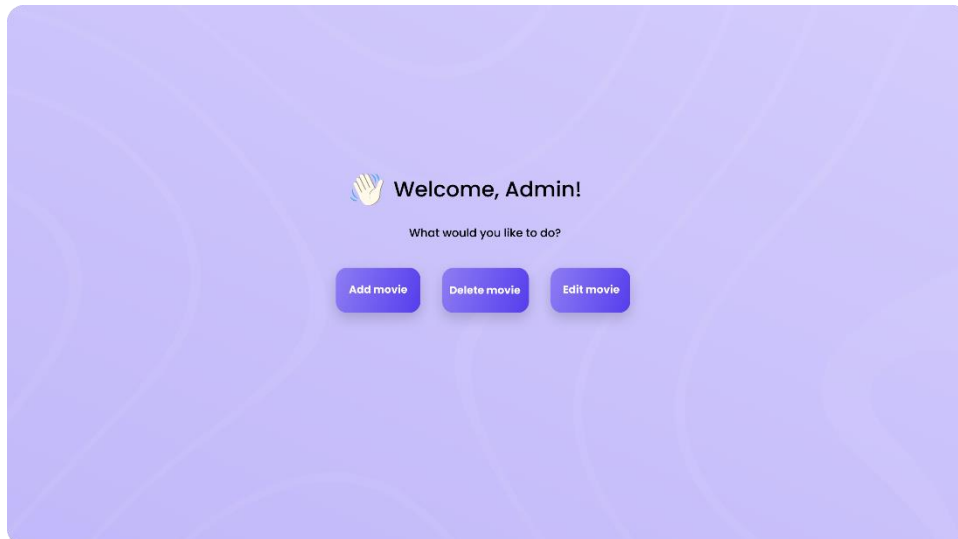 Welcome, Admin!
What would you like to do?
Add movie
Delete movie
Edit movie